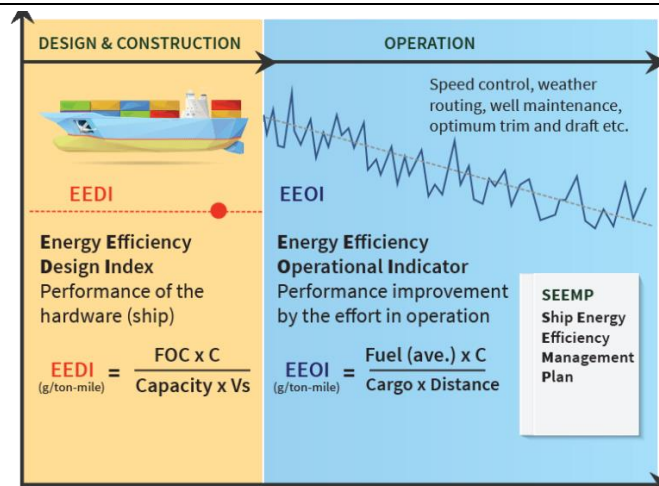 DESIGN & CONSTRUCTION
OPERATION
Speed control, weather
routing, well maintenance,
optimum trim and draft etc.
EEDI
Energy Efficiency
Design Index
Performance of the
hardware (ship)
EEDI
(g/ton-mile)
=
FOC x C
Capacity x Vs
EEOI
Energy Efficiency
Operational Indicator
Performance improvement
by the effort in operation
EEOI
(g/ton-mile)
=
Fuel (ave.) x C
Cargo x Distance
SEEMP
Ship Energy
Efficiency
Management
Plan